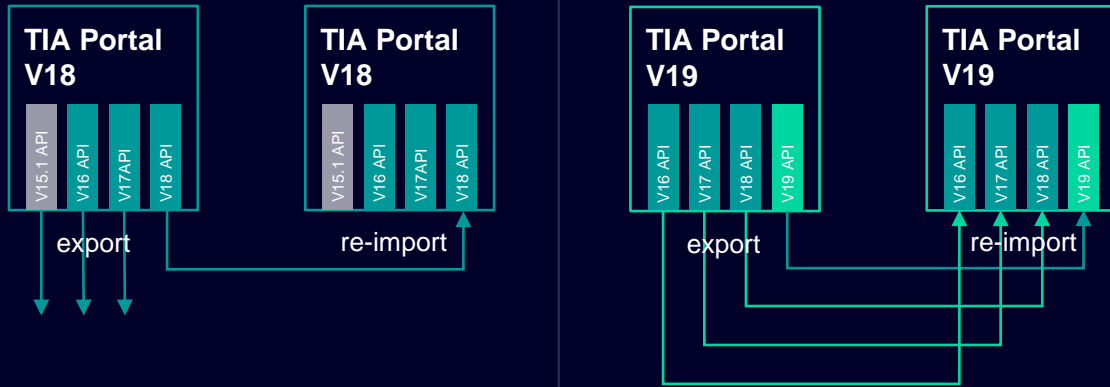 TIA Portal
V18
V15.1 API
V16 API
V17API
V18 API
export
TIA Portal
V18
V15.1 API
V16 API
V17API
V18 API
re-import
TIA Portal
V19
V16 API
V17 API
V18 API
V19 API
export
TIA Portal
V19
V16 API
V17 API
V18 API
V19 API
re-import